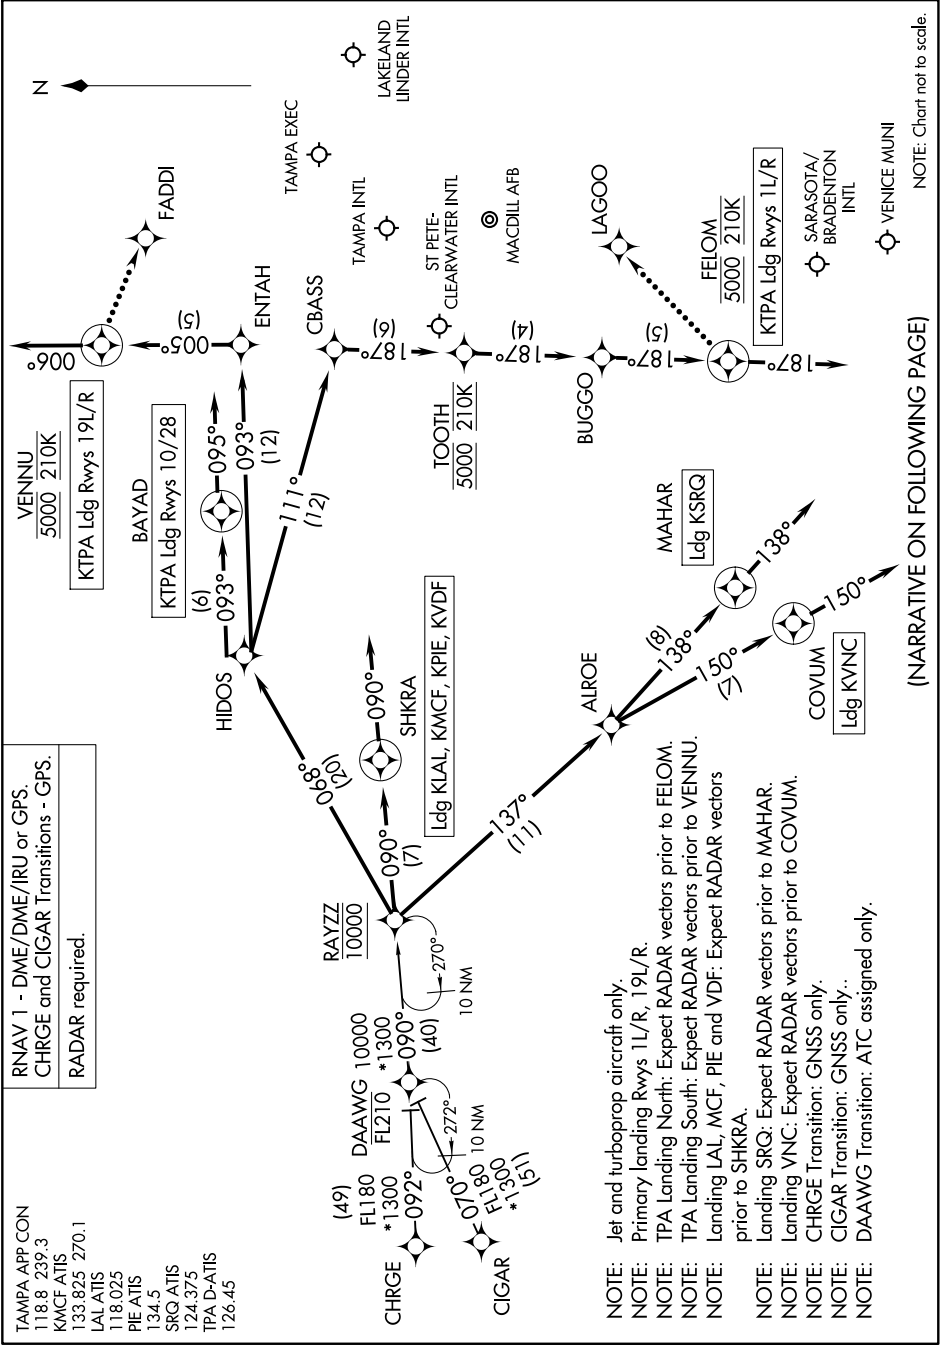 TAMPA APP CON
118.8 239.3
KMCF ATIS
133.825 270.1
LAL ATIS
118.025
PIE ATIS
134.5
SRQ ATIS
124.375
TPA D-ATIS
126.45
RNAV 1 - DME/DME/IRU or GPS.
CHRGE and CIGAR Transitions - GPS.
RADAR required.
VENNU
5000 210K
KTPA Ldg Rwys 19L/R
006°
FADDI
N
005°
(5)
ENTAH
BAYAD
KTPA Ldg Rwys 10/28
(6)
093°
095°
093°
(12)
HIDOS
111°
(12)
CBASS
TAMPA EXEC
LAKELAND
LINDER INTL
TAMPA INTL
187°
(6)
ST PETE-
CLEARWATER INTL
MACDILL AFB
TOOTH
5000 210K
187°
(4)
BUGGO
187°
(5)
LAGOO
FELOM
5000 210K
KTPA Ldg Rwys 1L/R
187°
SARASOTA/
BRADENTON
INTL
VENICE MUNI
068°
(20)
090°
SHKRA
Ldg KLAL, KMCF, KPIE, KVDF
RAYZZ
10000
090°
(7)
270°
10 NM
137°
(11)
ALROE
(8)
138°
MAHAR
Ldg KSRQ
138°
150°
(7)
COVUM
Ldg KVNC
150°
DAAWG
FL210
10000
*1300
090°
(40)
272°
10 NM
(49)
FL180
*1300
092°
CHRGE
070°
FL180
*1300
(51)
CIGAR
NOTE: Jet and turboprop aircraft only.
NOTE: Primary landing Rwys 1L/R, 19L/R.
NOTE: TPA Landing North: Expect RADAR vectors prior to FELOM.
NOTE: TPA Landing South: Expect RADAR vectors prior to VENNU.
NOTE: Landing LAL, MCF, PIE and VDF: Expect RADAR vectors
prior to SHKRA.
NOTE: Landing SRQ: Expect RADAR vectors prior to MAHAR.
NOTE: Landing VNC: Expect RADAR vectors prior to COVUM.
NOTE: CHRGE Transition: GNSS only.
NOTE: CIGAR Transition: GNSS only..
NOTE: DAAWG Transition: ATC assigned only.
(NARRATIVE ON FOLLOWING PAGE)
NOTE: Chart not to scale.